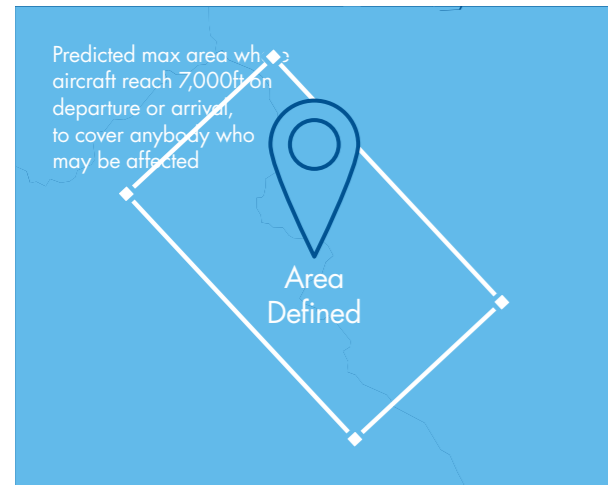 Predicted max area where
aircraft reach 7,000ft on
departure or arrival,
to cover anybody who
may be affected
Area
Defined